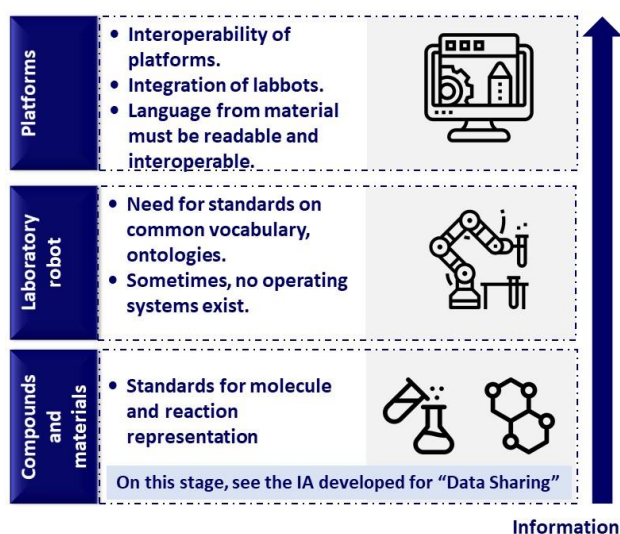 Platforms
• Interoperability of
platforms.
• Integration of labbots.
• Language from material
must be readable and
interoperable.
Laboratory
robot
• Need for standards on
common vocabulary,
ontologies.
• Sometimes, no operating
systems exist.
Compounds
and
materials
• Standards for molecule
and reaction
representation
On this stage, see the IA developed for “Data Sharing”
Information